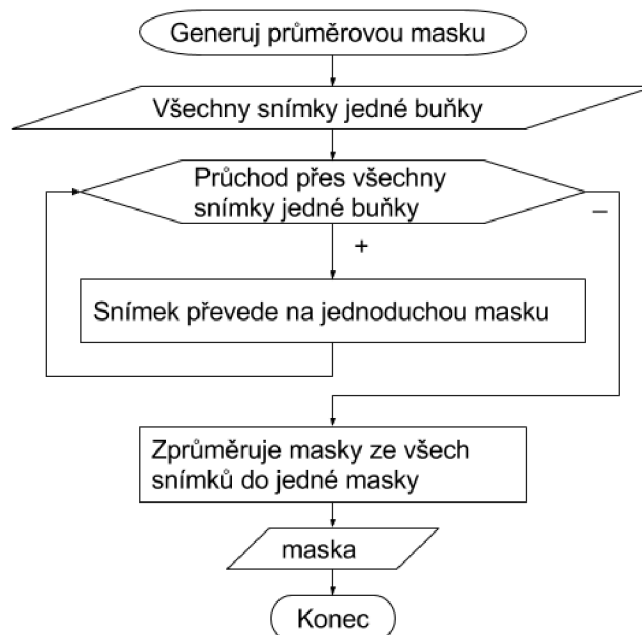 Generuj průměrovou masku
Všechny snímky jedné buňky
Průchod přes všechny
snímky jedné buňky
–
+
Snímek převede na jednoduchou masku
Zprůměruje masky ze všech
snímků do jedné masky
maska
Konec